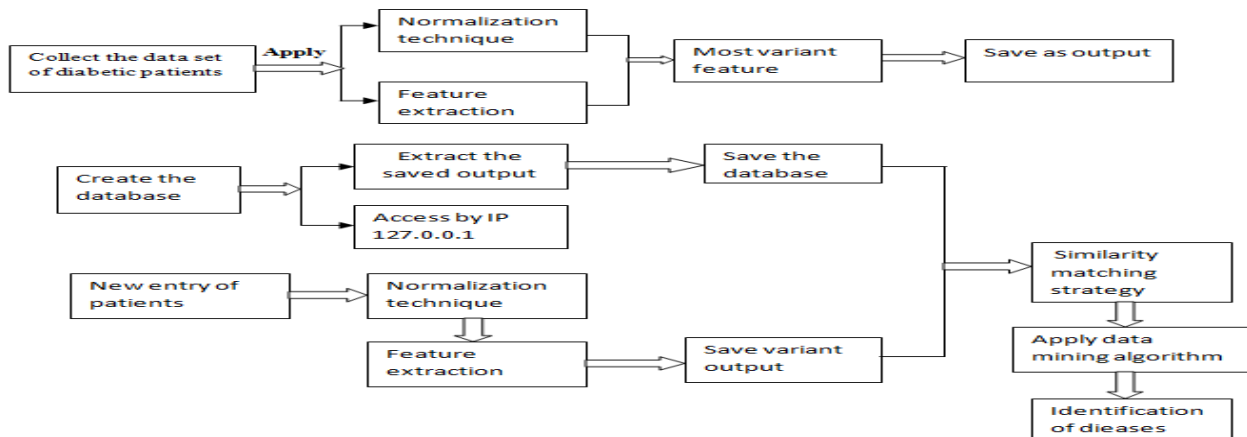 Collect the data set
of diabetic patients
Apply
Normalization
technique
Feature
extraction
Most variant
feature
Save as output
Create the
database
Extract the
saved output
Access by IP
127.0.0.1
Save the
database
New entry of
patients
Normalization
technique
Feature
extraction
Save variant
output
Similarity
matching
strategy
Apply data
mining algorithm
Identification
of dieases